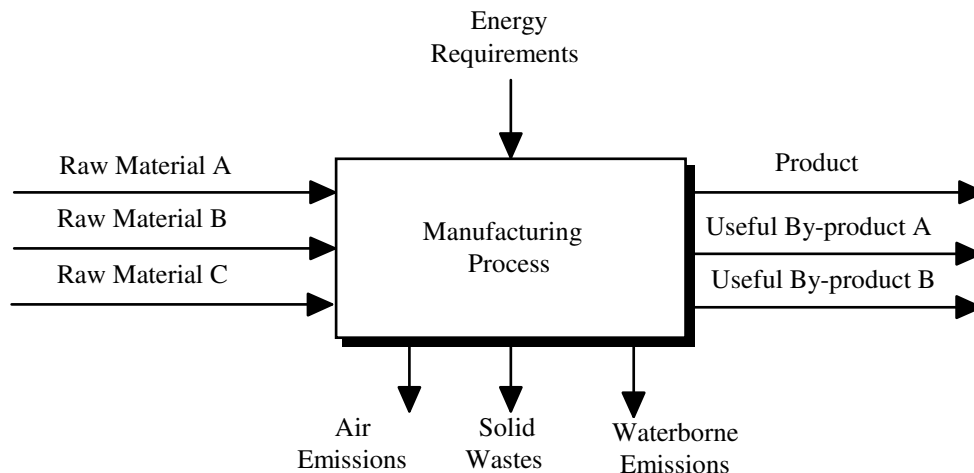 Energy
Requirements
Raw Material A
Raw Material B
Raw Material C
Manufacturing
Process
Product
Useful By-product A
Useful By-product B
Air
Emissions
Solid
Wastes
Waterborne
Emissions